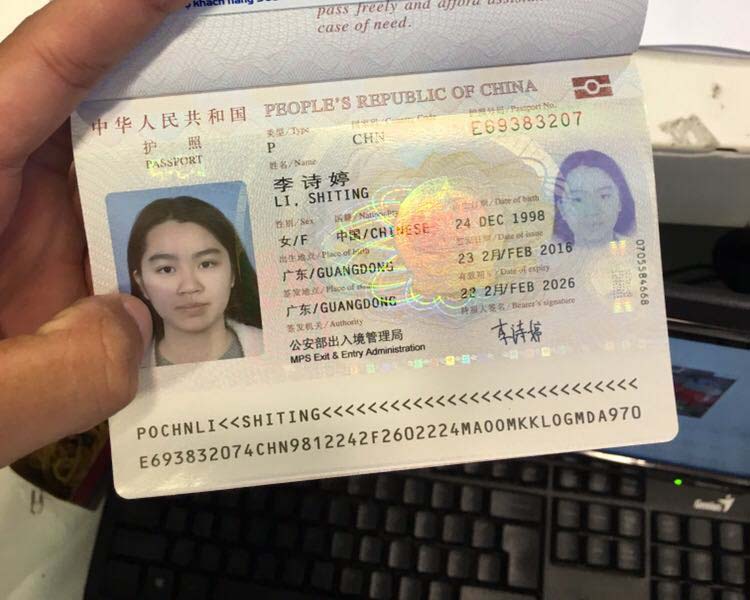 khách hàng
pass freely and afford assistance
case of need.
中华人民共和国 PEOPLE'S REPUBLIC OF CHINA
护 照
PASSPORT
类型/Type
护照号码/Passport No.
P CHN E69383207
姓名/Name
李诗婷
LI, SHITING
性别/Sex 国籍/Nationality 出生日期/Date of birth
女/F 中国/CHINESE 24 DEC 1998
出生地点/Place of birth 签发日期/Date of issue
广东/GUANGDONG 23 2月/FEB 2016
签发地点/Place of issue 有效期至/Date of expiry
广东/GUANGDONG 22 2月/FEB 2026
签发机关/Authority 持照人签名/Bearer's signature
公安部出入境管理局 李诗婷
MPS Exit & Entry Administration
0705584668
POCHNLI<<SHITING<<<<<<<<<<<<<<<<<<<<<<<<<<<<
E693832074CHN9812242F2602224MAOOMKKLOGMDA970
Genius